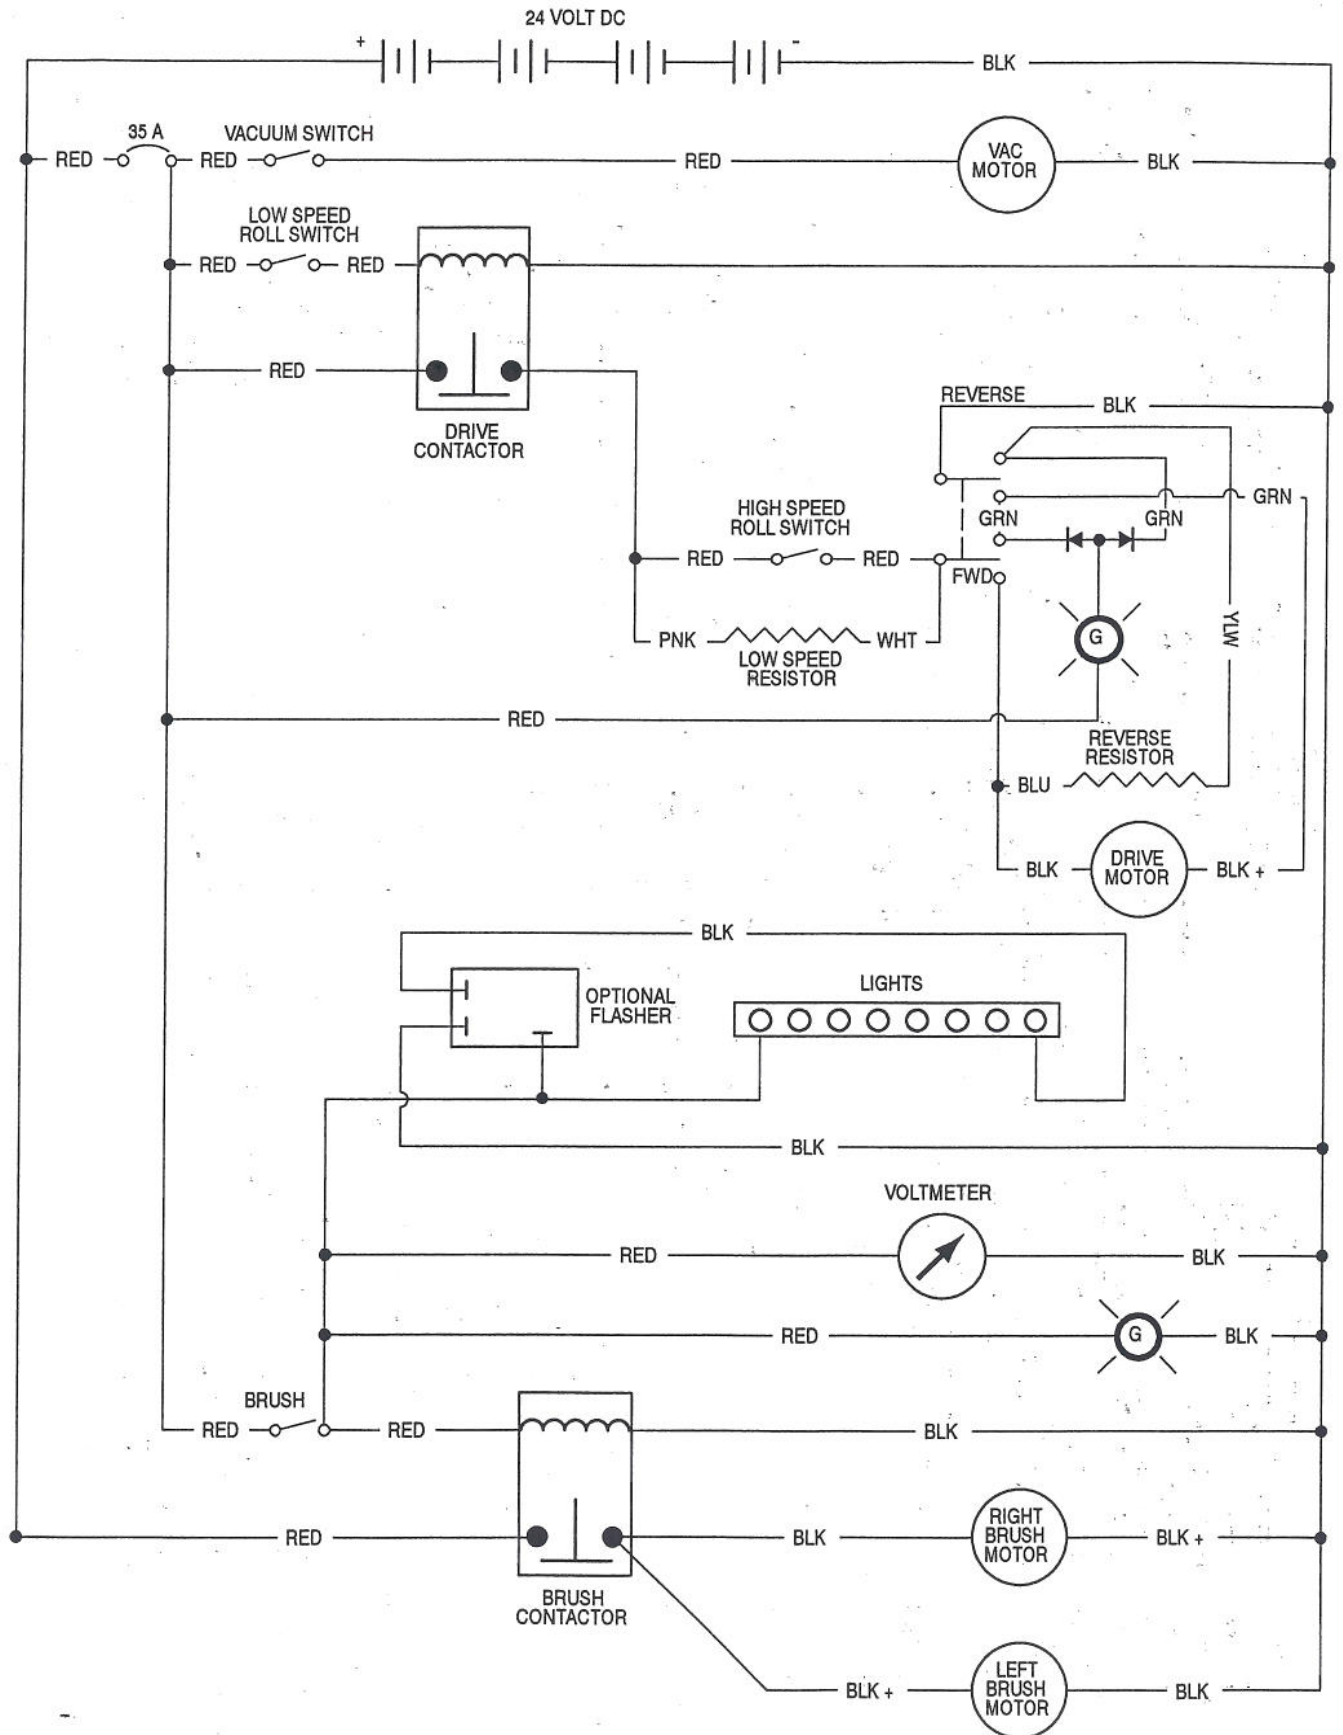 24 VOLT DC
+ -
BLK
35 A
VACUUM SWITCH
RED
RED
RED
VAC
MOTOR
BLK
LOW SPEED
ROLL SWITCH
RED
RED
RED
DRIVE
CONTACTOR
REVERSE
BLK
GRN
HIGH SPEED
ROLL SWITCH
GRN
GRN
RED
RED
FWD
PNK
WHT
LOW SPEED
RESISTOR
G
YLW
RED
REVERSE
RESISTOR
BLU
BLK
DRIVE
MOTOR
BLK +
BLK
OPTIONAL
FLASHER
LIGHTS
BLK
VOLTMETER
RED
BLK
RED
G
BLK
BRUSH
RED
RED
BLK
RED
BLK
RIGHT
BRUSH
MOTOR
BLK +
BRUSH
CONTACTOR
BLK +
LEFT
BRUSH
MOTOR
BLK